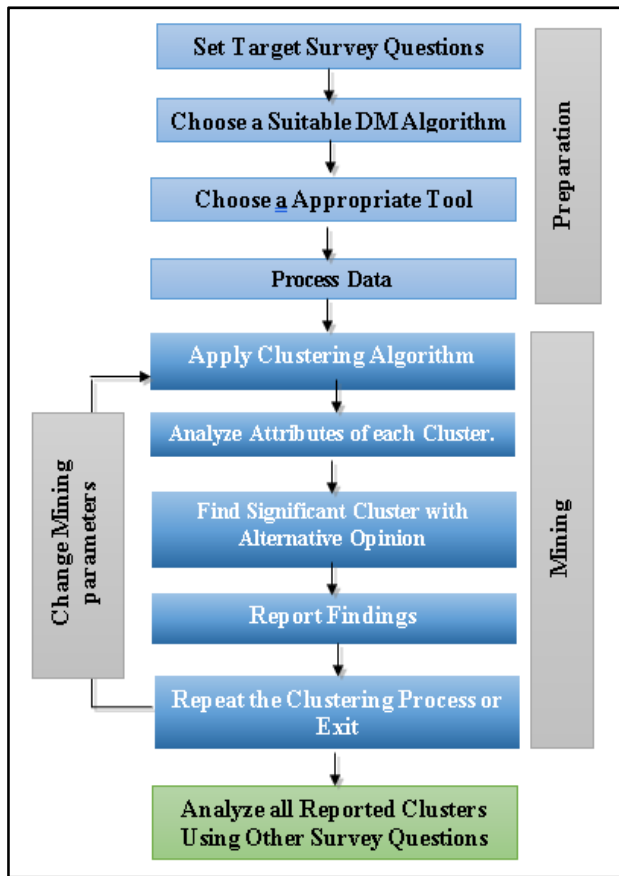 Set Target Survey Questions
Choose a Suitable DM Algorithm
Choose a Appropriate Tool
Process Data
Preparation
Apply Clustering Algorithm
Analyze Attributes of each Cluster.
Find Significant Cluster with
Alternative Opinion
Report Findings
Repeat the Clustering Process or
Exit
Mining
Change Mining
parameters
Analyze all Reported Clusters
Using Other Survey Questions